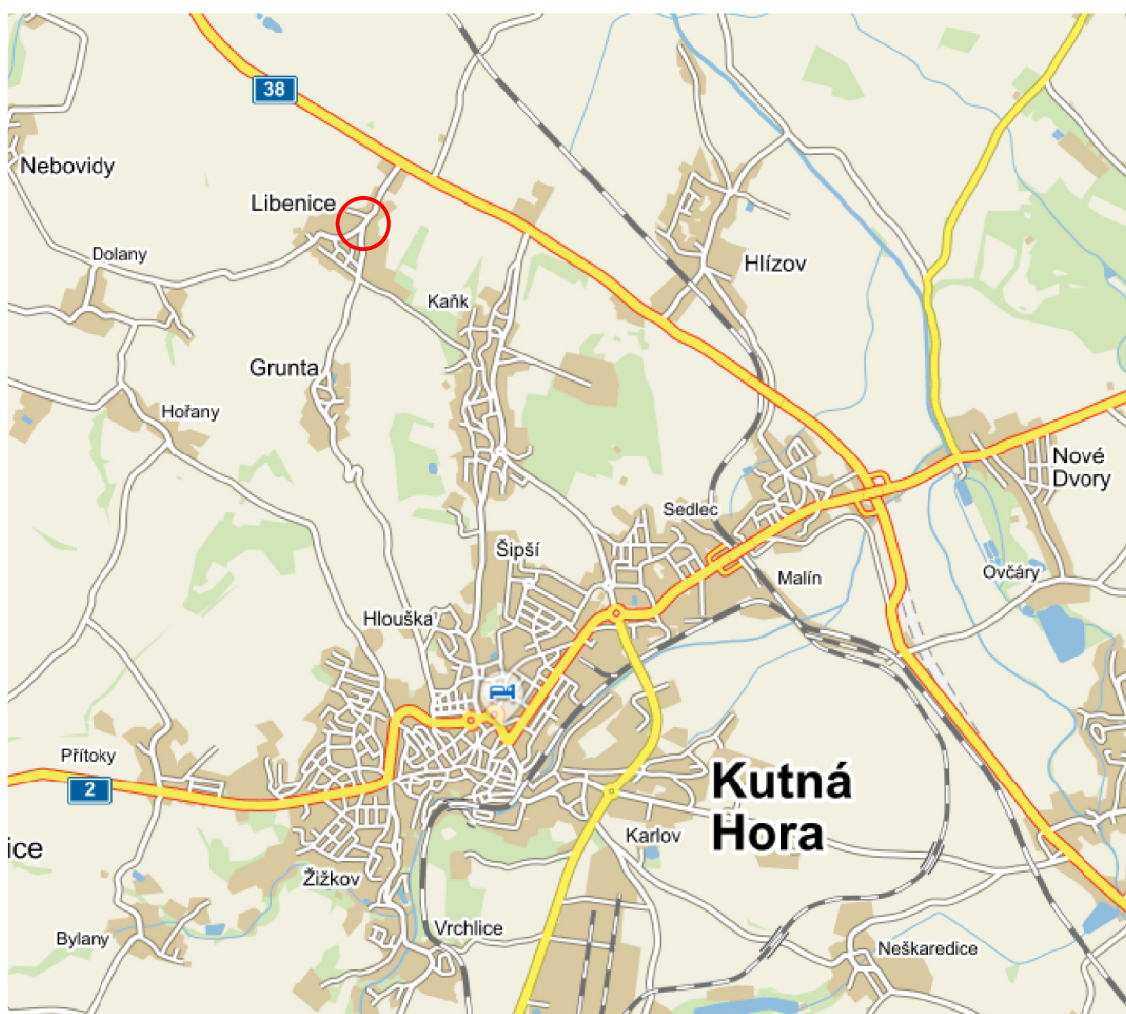 38
Nebovidy
Libenice
Dolany
Hlízov
Kaňk
Grunta
Hořany
Nové
Dvory
Sedlec
Šipší
Malín
Ovčáry
Hlouška
Přítoky
2
Kutná
Hora
Karlov
ice
Žižkov
Vrchlice
Bylany
Neškaredice